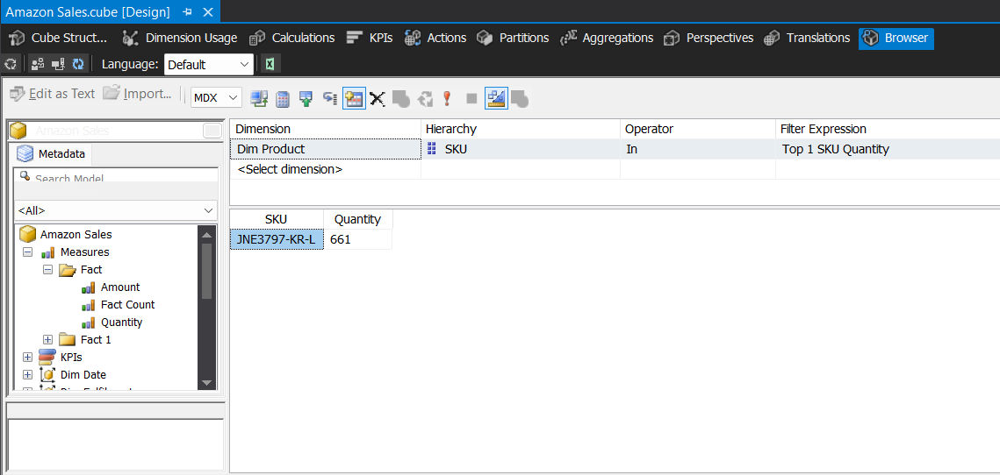 Amazon Sales.cube [Design]
Cube Struct... Dimension Usage Calculations KPIs Actions Partitions Aggregations Perspectives Translations Browser
Language: Default
Edit as Text Import... MDX
Amazon Sales
Metadata
Search Model
<All>
Amazon Sales
Measures
Fact
Amount
Fact Count
Quantity
Fact 1
KPIs
Dim Date
Dimension Hierarchy Operator Filter Expression
Dim Product SKU In Top 1 SKU Quantity
<Select dimension>
SKU Quantity
JNE3797-KR-L 661